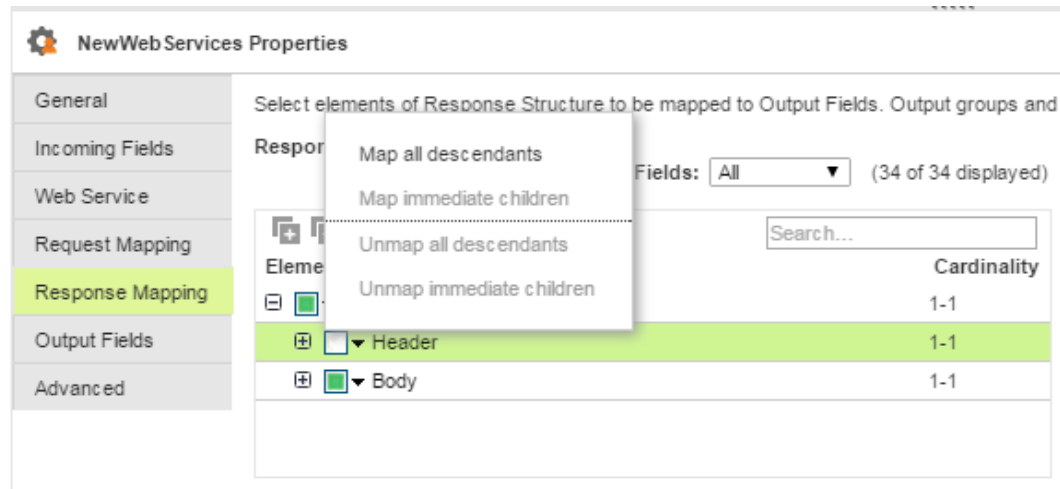 NewWebServices Properties
General
Incoming Fields
Web Service
Request Mapping
Response Mapping
Output Fields
Advanced
Select elements of Response Structure to be mapped to Output Fields. Output groups and
Respon
Fields: All (34 of 34 displayed)
Map all descendants
Map immediate children
Unmap all descendants
Unmap immediate children
Search...
Eleme Cardinality
1-1
Header 1-1
Body 1-1